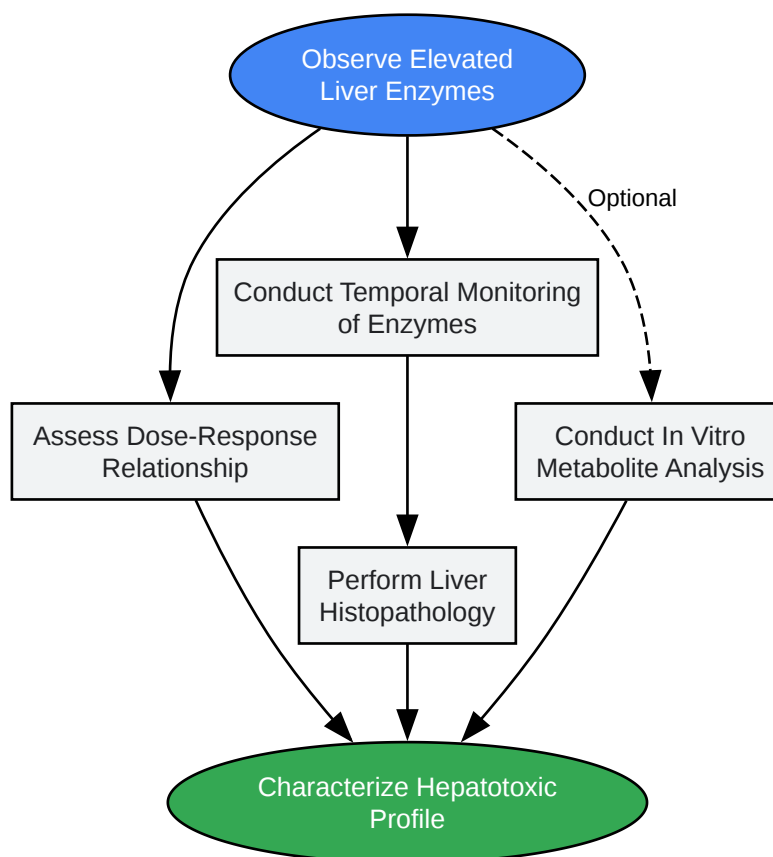 Observe Elevated
Liver Enzymes
Optional
Conduct Temporal Monitoring
of Enzymes
Assess Dose-Response
Relationship
Conduct In Vitro
Metabolite Analysis
Perform Liver
Histopathology
Characterize Hepatotoxic
Profile